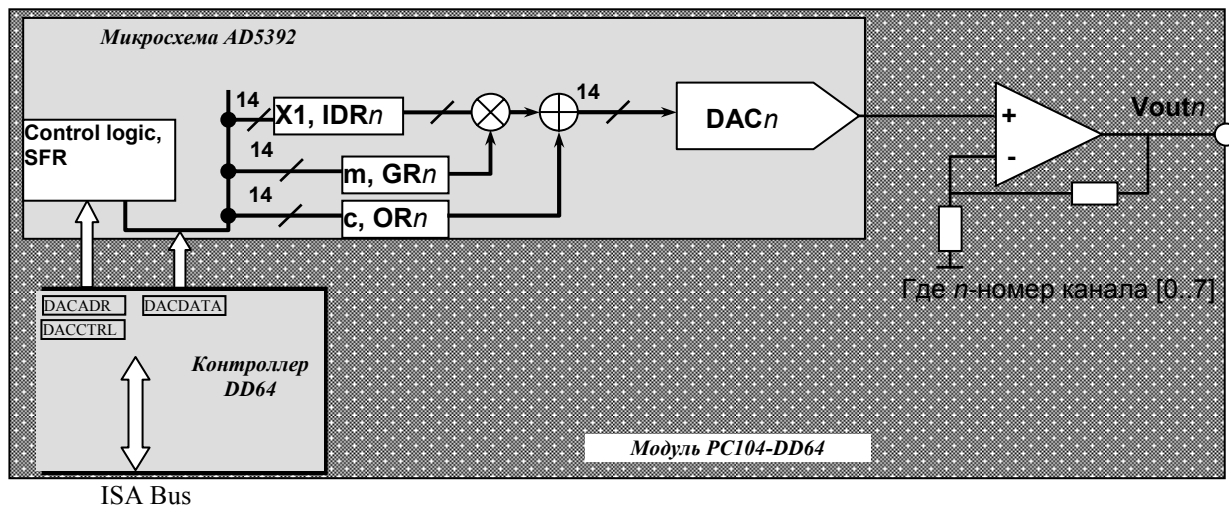 Микросхема AD5392
14
X1, IDRn
14
DACn
Voutn
+
-
Control logic,
SFR
14
m, GRn
14
c, ORn
Где n-номер канала [0..7]
DACADR
DACDATA
DACCTRL
Контроллер
DD64
Модуль PC104-DD64
ISA Bus